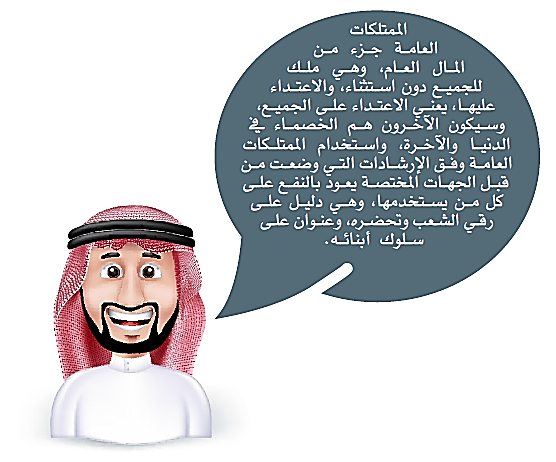 الممتلكات
العامة جزء من
المال العام، وهي ملك
للجميع دون استثناء، والاعتداء
عليها، يعني الاعتداء على الجميع،
وسيكون الآخرون هم الخصماء في
الدنيا والآخرة، واستخدام الممتلكات
العامة وفق الإرشادات التي وضعت من
قبل الجهات المختصة يعود بالنفع على
كل من يستخدمها، وهي دليل على
رقي الشعب وتحضره، وعنوان على
سلوك أبنائه.